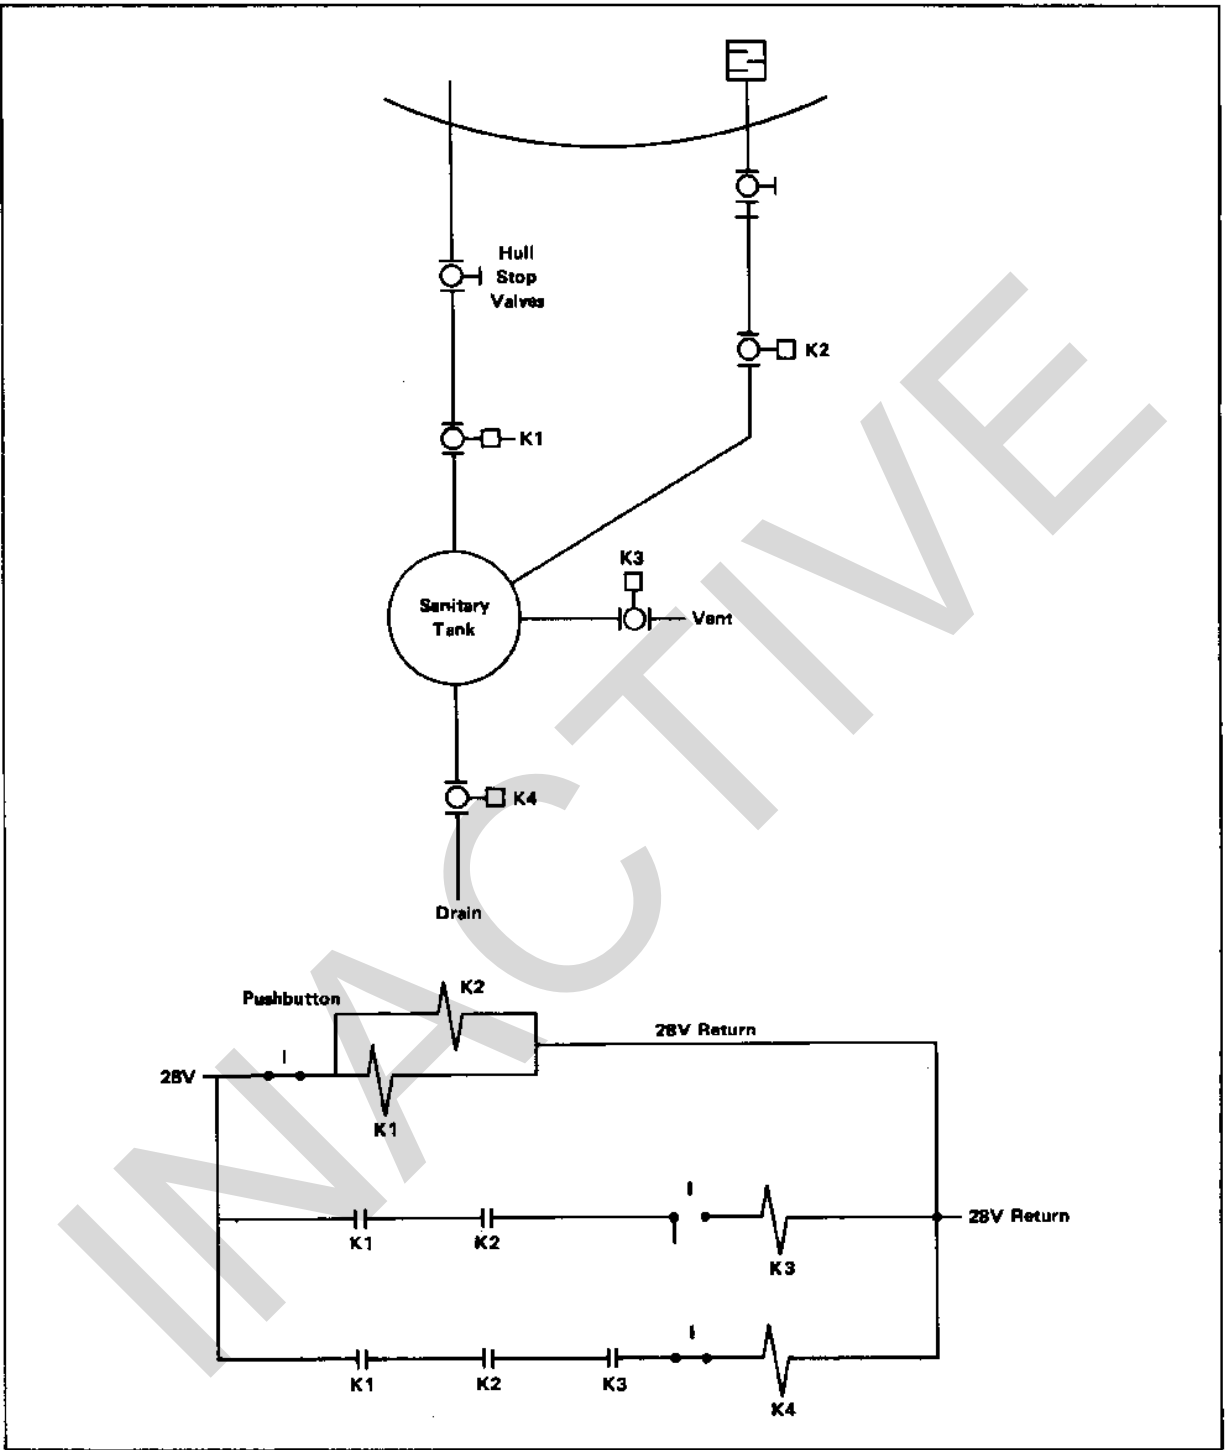 Hull
Stop
Valves
K2
K1
K3
Sanitary
Tank
Vent
K4
Drain
Pushbutton
K2
28V Return
28V
K1
28V Return
K1
K2
K3
K1
K2
K3
K4
INACTIVE